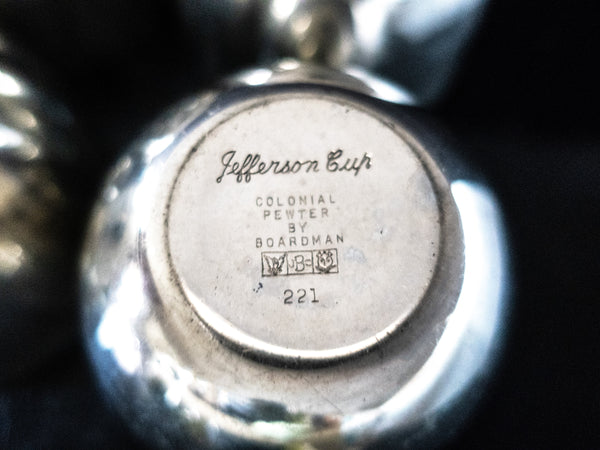 Jefferson Cup
COLONIAL
PEWTER
BY
BOARDMAN
B
221